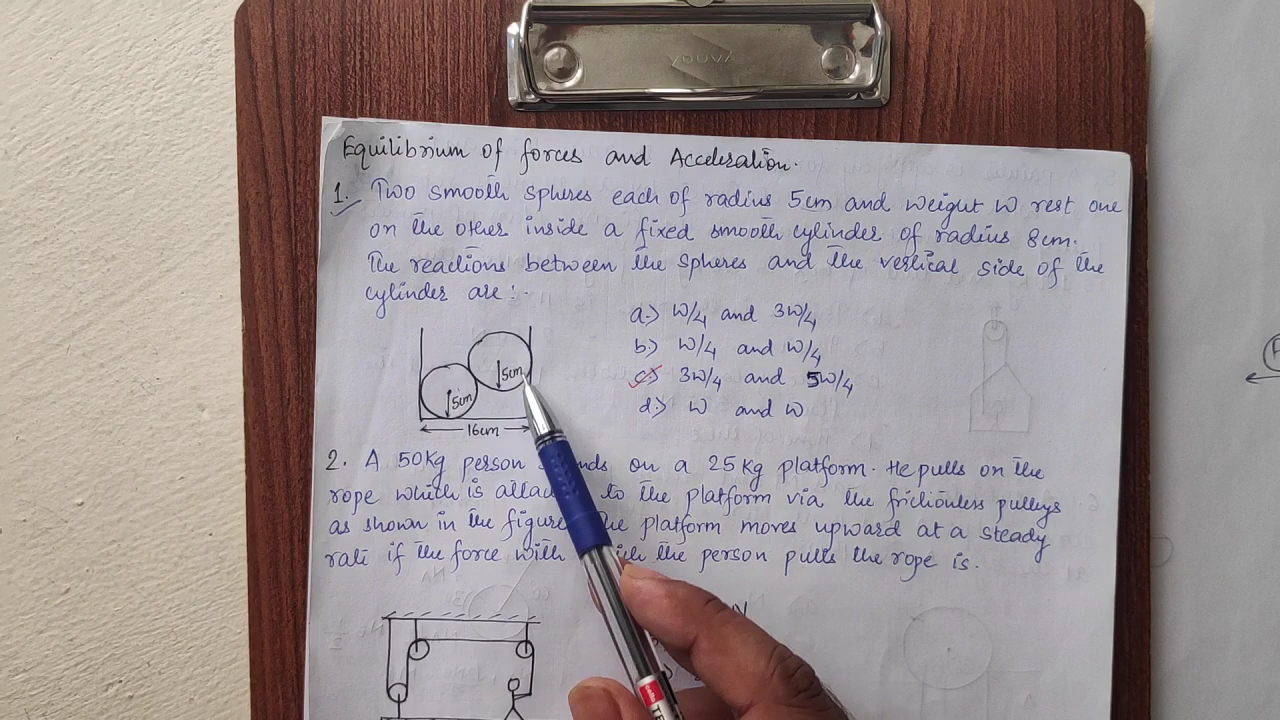 YOUVA
Equilibrium of forces and Acceleration.
1. Two smooth spheres each of radius 5cm and weight W rest one
on the other inside a fixed smooth cylinder of radius 8cm.
The reactions between the spheres and the vertical side of the
cylinder are :-
a.) W/4 and 3W/4
b.) W/4 and W/4
c.) 3W/4 and 5W/4
d.) W and W
5cm
5cm
16cm
2. A 50kg person on a 25kg platform. He pulls on the
rope which is to the platform via the frictionless pulleys
as shown in the figure platform moves upward at a steady
rate if the force with the person pulls the rope is.